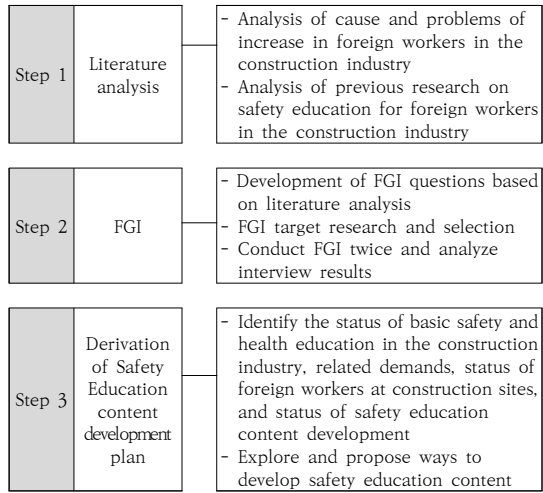 Step 1
Literature
analysis
- Analysis of cause and problems of
increase in foreign workers in the
construction industry
- Analysis of previous research on
safety education for foreign workers
in the construction industry
Step 2
FGI
- Development of FGI questions based
on literature analysis
- FGI target research and selection
- Conduct FGI twice and analyze
interview results
Step 3
Derivation
of Safety
Education
content
development
plan
- Identify the status of basic safety and
health education in the construction
industry, related demands, status of
foreign workers at construction sites,
and status of safety education
content development
- Explore and propose ways to
develop safety education content